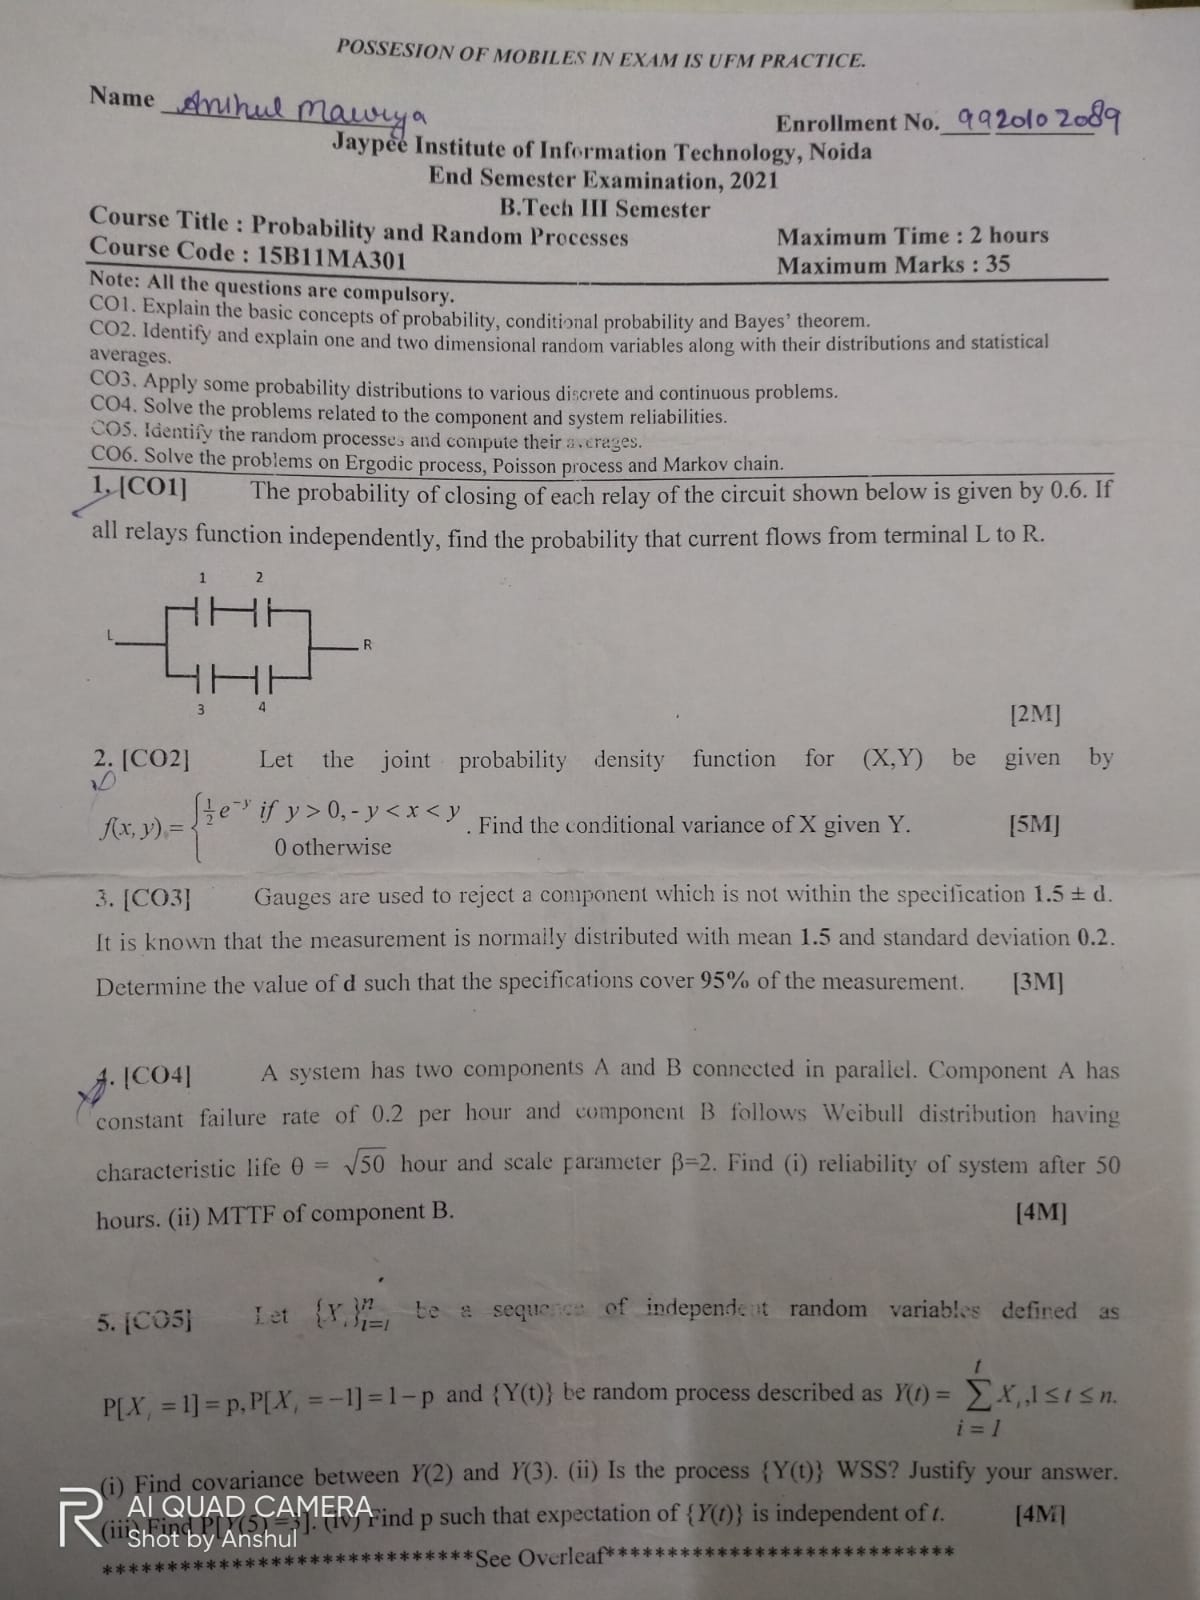 POSSESION OF MOBILES IN EXAM IS UFM PRACTICE.
Name Anshul Mawrya
Enrollment No. 9920102089
Jaypee Institute of Information Technology, Noida
End Semester Examination, 2021
B.Tech III Semester
Course Title : Probability and Random Processes
Maximum Time : 2 hours
Course Code : 15B11MA301
Maximum Marks : 35
Note: All the questions are compulsory.
CO1. Explain the basic concepts of probability, conditional probability and Bayes' theorem.
CO2. Identify and explain one and two dimensional random variables along with their distributions and statistical
averages.
CO3. Apply some probability distributions to various discrete and continuous problems.
CO4. Solve the problems related to the component and system reliabilities.
CO5. Identify the random processes and compute their averages.
CO6. Solve the problems on Ergodic process, Poisson process and Markov chain.
1. [CO1] The probability of closing of each relay of the circuit shown below is given by 0.6. If
all relays function independently, find the probability that current flows from terminal L to R.
1 2
L
R
3 4
[2M]
2. [CO2] Let the joint probability density function for (X,Y) be given by
f(x, y) = { 1/2 e^-y if y > 0, - y < x < y
0 otherwise
. Find the conditional variance of X given Y. [5M]
3. [CO3] Gauges are used to reject a component which is not within the specification 1.5 ± d.
It is known that the measurement is normally distributed with mean 1.5 and standard deviation 0.2.
Determine the value of d such that the specifications cover 95% of the measurement. [3M]
4. [CO4] A system has two components A and B connected in parallel. Component A has
constant failure rate of 0.2 per hour and component B follows Weibull distribution having
characteristic life θ = √50 hour and scale parameter β=2. Find (i) reliability of system after 50
hours. (ii) MTTF of component B. [4M]
5. [CO5] Let {X_i}_{i=1}^n be a sequence of independent random variables defined as
P[X_i = 1] = p, P[X_i = −1] = 1 − p and {Y(t)} be random process described as Y(t) = ∑_{i=1}^t X_i, 1 ≤ t ≤ n.
(i) Find covariance between Y(2) and Y(3). (ii) Is the process {Y(t)} WSS? Justify your answer.
(iii) Find P[Y(5) = 3]. (iv) Find p such that expectation of {Y(t)} is independent of t. [4M]
*****************************See Overleaf****************************
AI QUAD CAMERA
Shot by Anshul